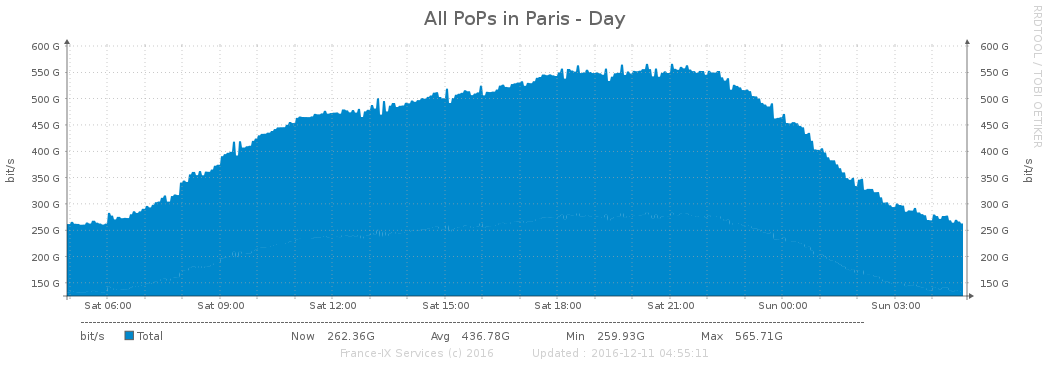 All PoPs in Paris - Day
RRDTOOL / TOBI OETIKER
600 G 600 G
550 G 550 G
500 G 500 G
450 G 450 G
400 G 400 G
350 G 350 G
300 G 300 G
250 G 250 G
200 G 200 G
150 G 150 G
bit/s bit/s
Sat 06:00 Sat 09:00 Sat 12:00 Sat 15:00 Sat 18:00 Sat 21:00 Sun 00:00 Sun 03:00
bit/s Total Now 262.36G Avg 436.78G Min 259.93G Max 565.71G
France-IX Services (c) 2016 Updated : 2016-12-11 04:55:11